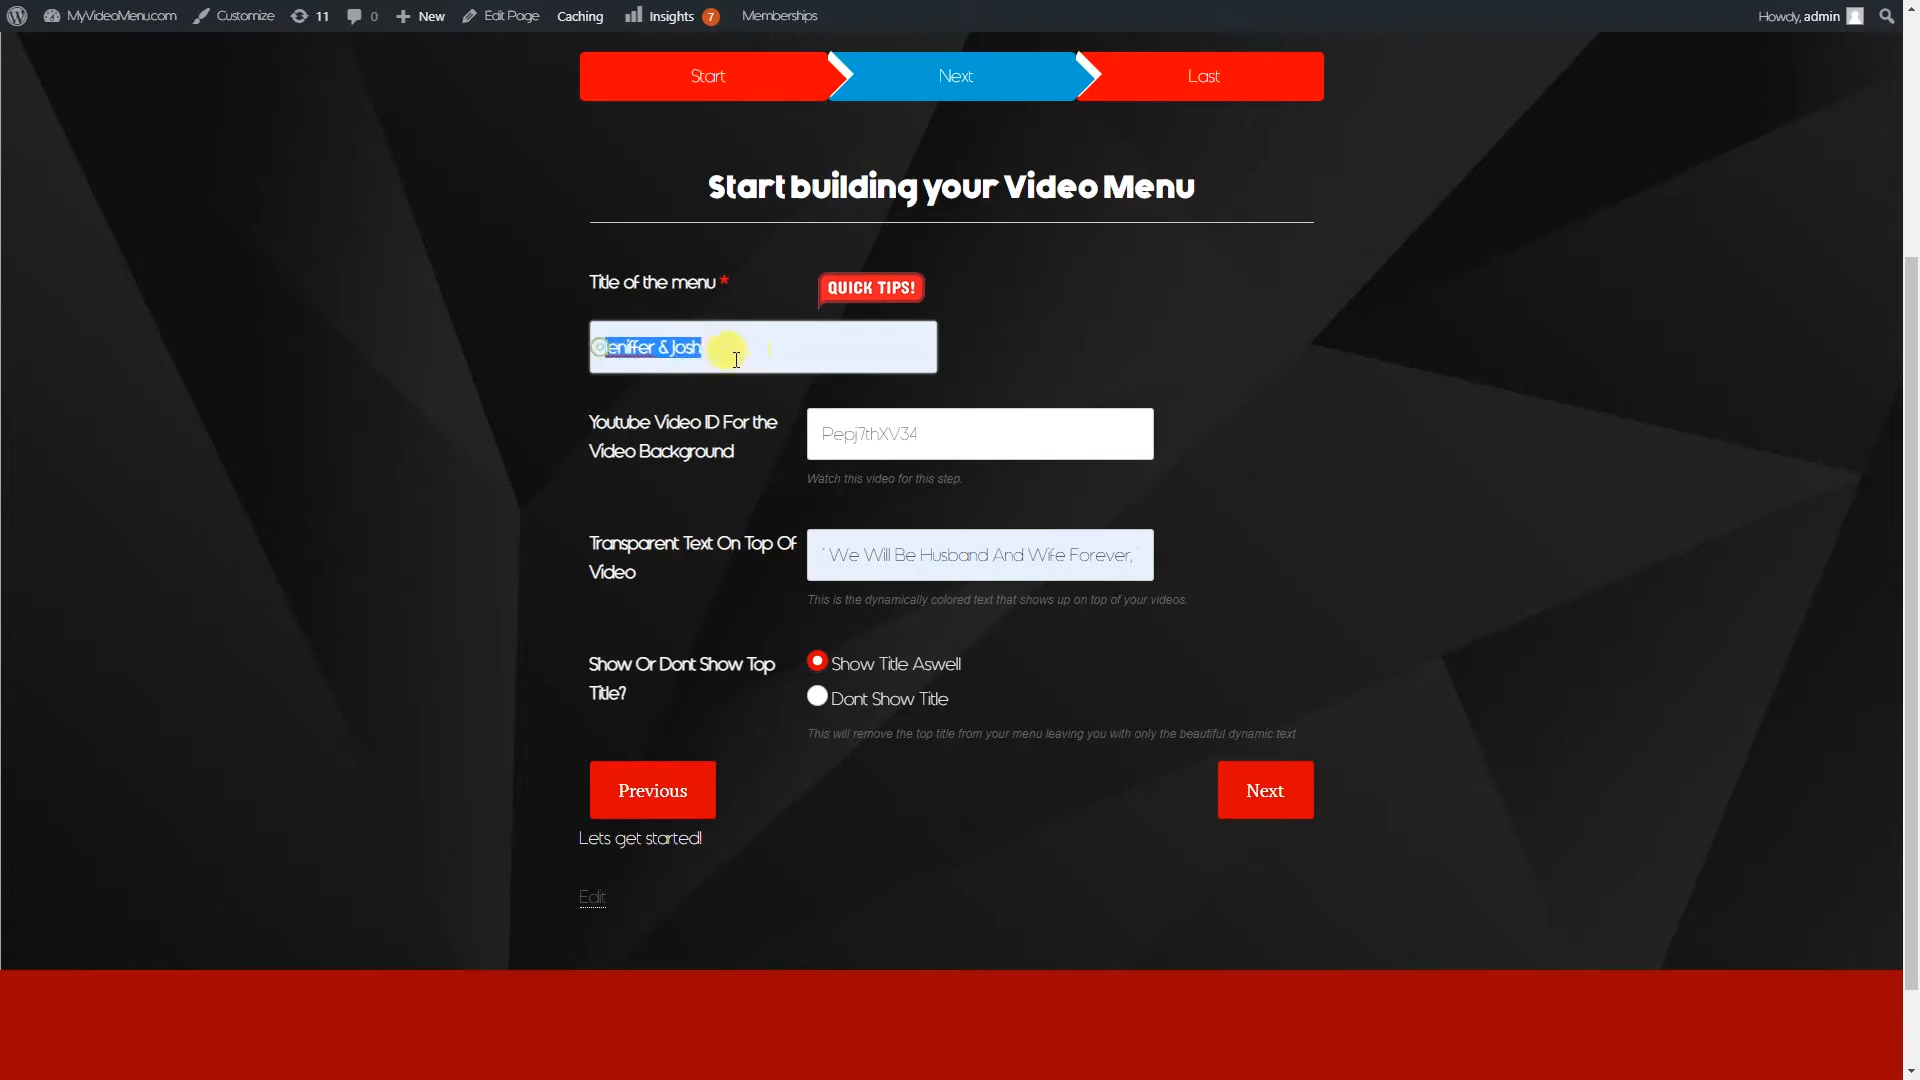 MyVideoMenu.com Customize 11 0 New Edit Page Caching Insights 7 Memberships Howdy, admin
Start Next Last
Start building your Video Menu
Title of the menu *
QUICK TIPS!
eniffer & Josh
Youtube Video ID For the
Video Background
Pepj7thXV34
Watch this video for this step.
Transparent Text On Top Of
Video
" We Will Be Husband And Wife Forever, "
This is the dynamically colored text that shows up on top of your videos.
Show Or Dont Show Top
Title?
Show Title Aswell
Dont Show Title
This will remove the top title from your menu leaving you with only the beautiful dynamic text
Previous Next
Lets get started!
Edit